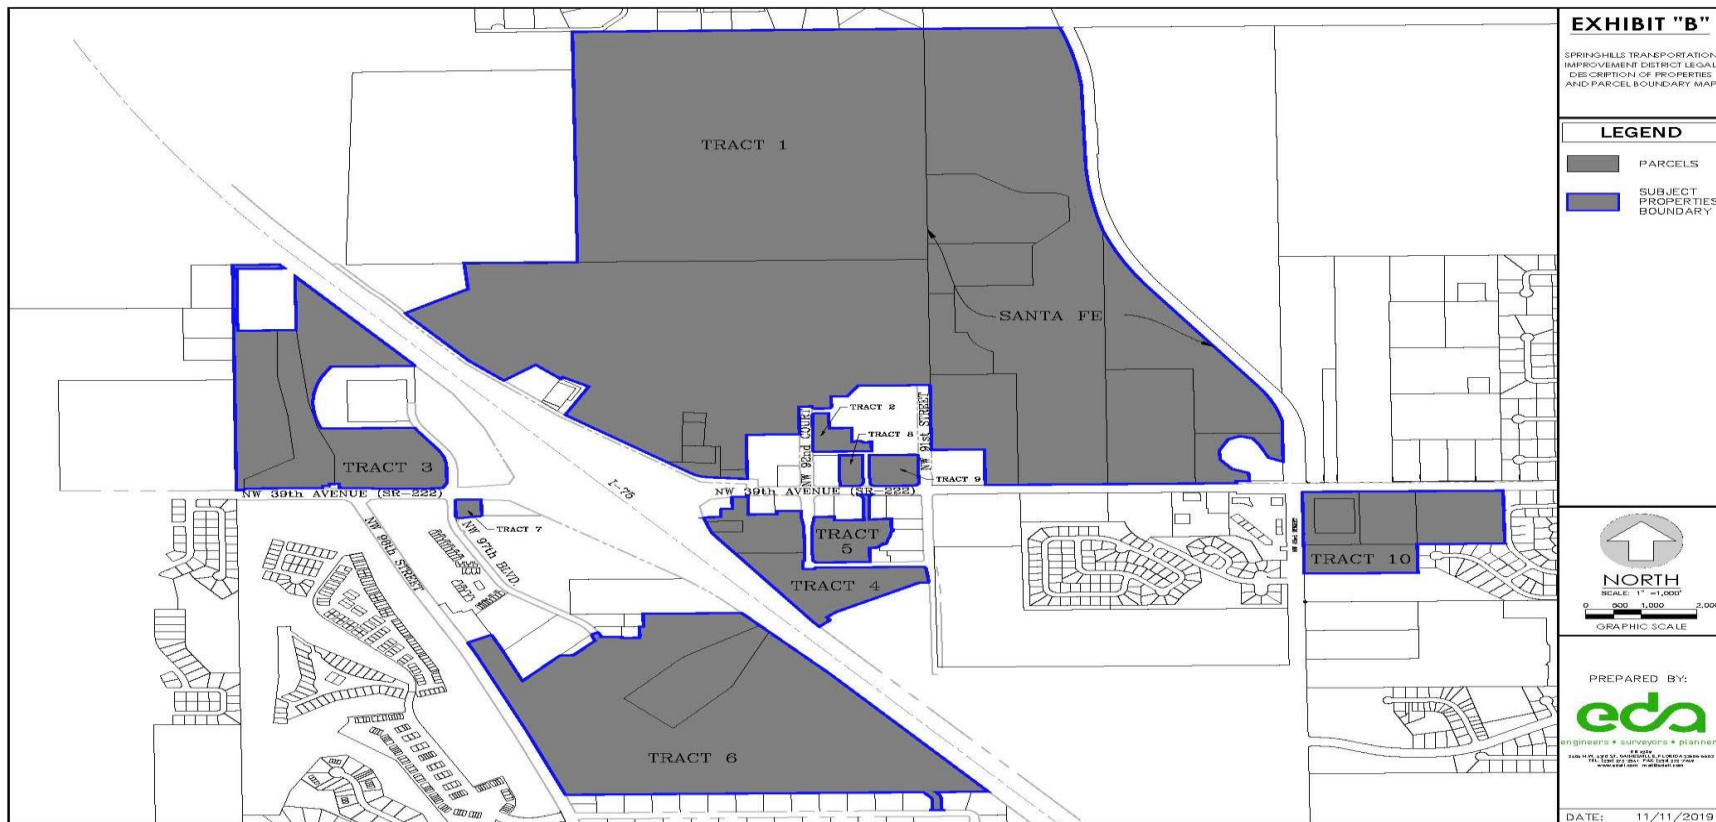 EXHIBIT "B"
SPRINGHILLS TRANSPORTATION
IMPROVEMENT DISTRICT LEGAL
DESCRIPTION OF PROPERTIES
AND PARCEL BOUNDARY MAP
LEGEND
PARCELS
SUBJECT
PROPERTIES
BOUNDARY
TRACT 1
SANTA FE
TRACT 2
TRACT 8
TRACT 9
NW 92nd COURT
NW 91st STREET
TRACT 3
NW 39th AVENUE (SR-222)
NW 39th AVENUE (SR-222)
I-75
TRACT 7
NW 97th BLVD.
NW 98th STREET
TRACT
5
TRACT 4
TRACT 10
TRACT 6
NORTH
SCALE: 1" =1,000'
0 500 1,000 2,000
GRAPHIC SCALE
PREPARED BY:
eda
engineers • surveyors • planners
DATE: 11/11/2019